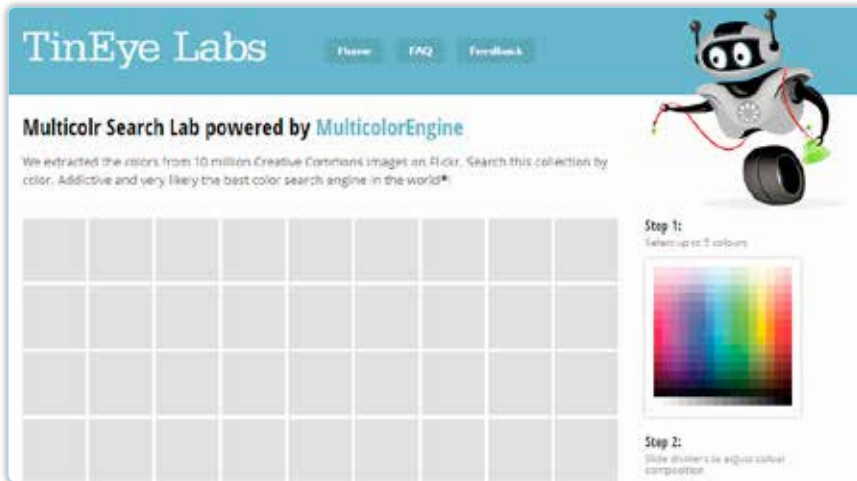 TinEye Labs
Home FAQ Feedback
Multicolr Search Lab powered by MulticolorEngine
We extracted the colors from 10 million Creative Commons images on Flickr. Search this collection by
color. Addictive and very likely the best color search engine in the world
Step 1:
Select up to 5 colours
Step 2:
Slide dividers to adjust colour
composition